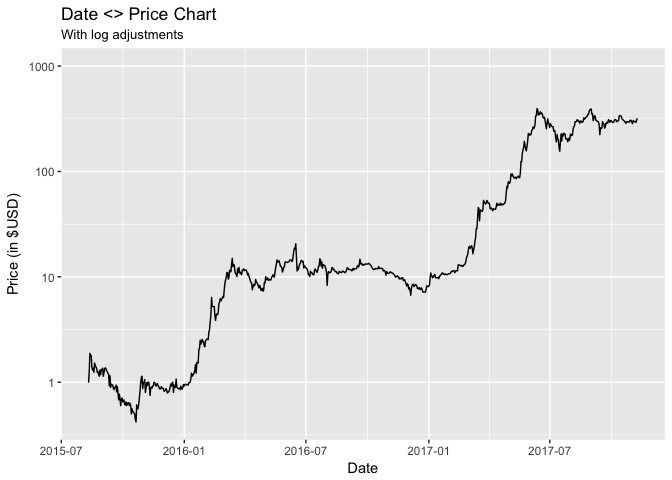 Date <> Price Chart
With log adjustments
1000
100
10
1
Price (in $USD)
2015-07
2016-01
2016-07
2017-01
2017-07
Date